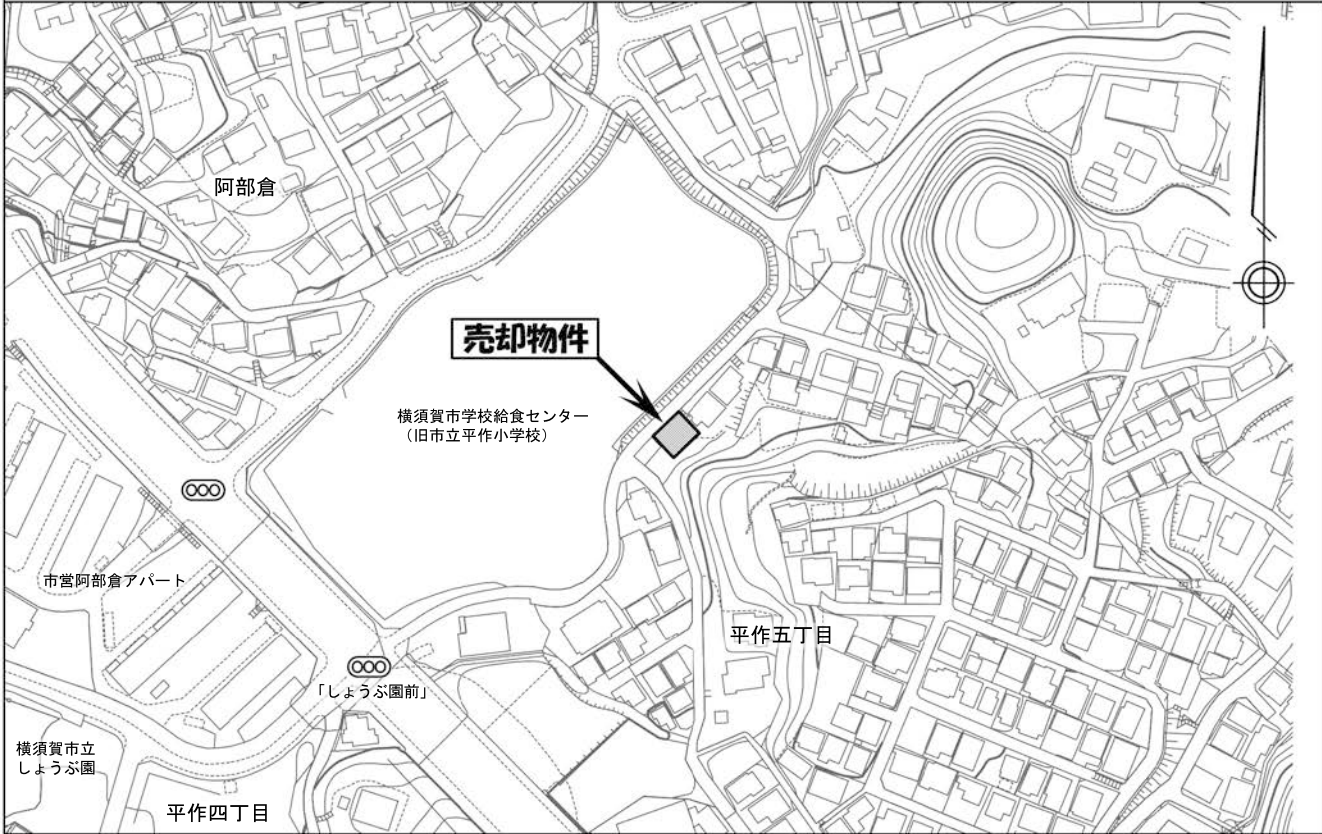 阿部倉
売却物件
横須賀市学校給食センター
（旧市立平作小学校）
市営阿部倉アパート
平作五丁目
「しょうぶ園前」
横須賀市立
しょうぶ園
平作四丁目